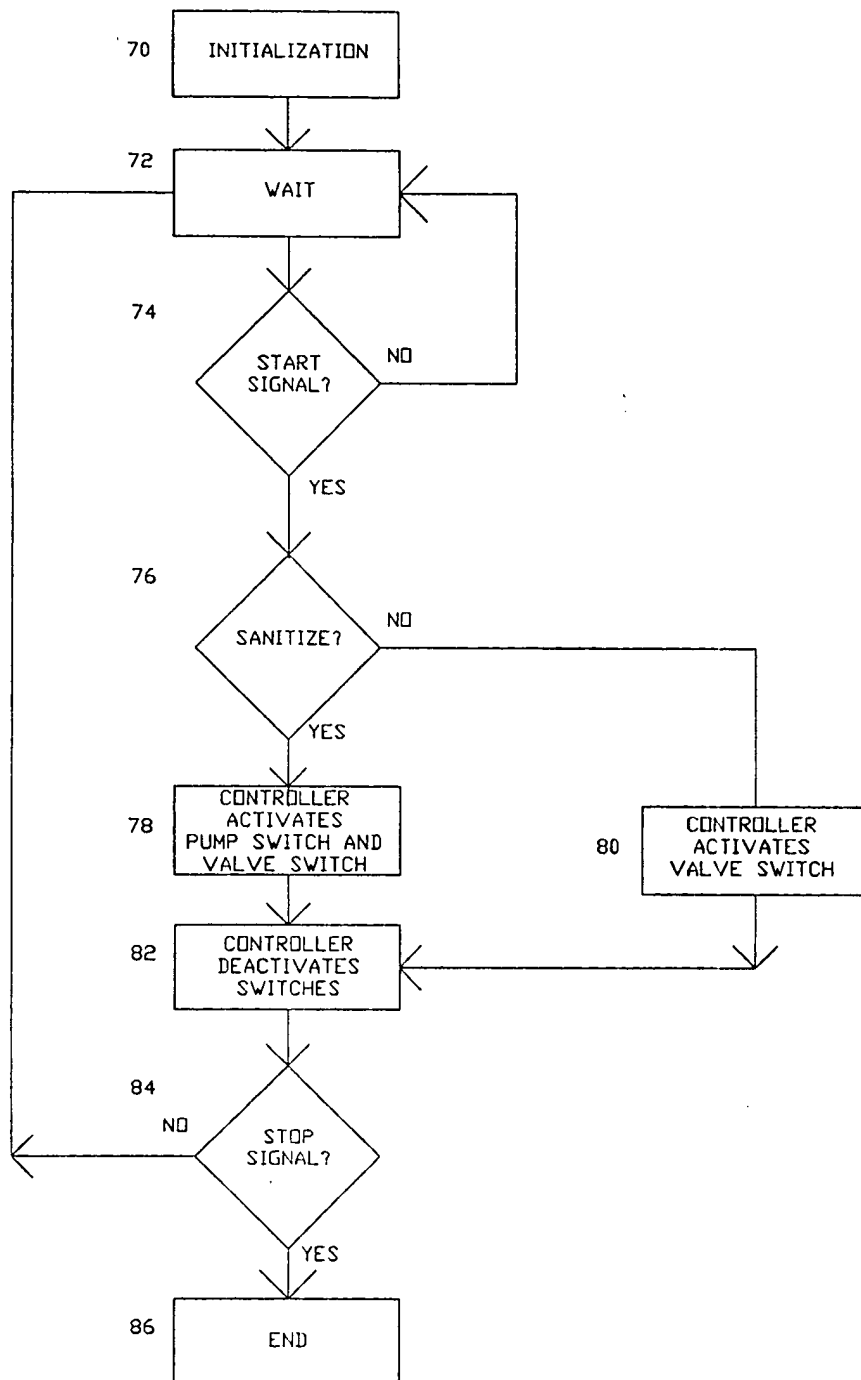 70
INITIALIZATION
72
WAIT
74
START
SIGNAL?
NO
YES
76
SANITIZE?
NO
YES
78
CONTROLLER
ACTIVATES
PUMP SWITCH AND
VALVE SWITCH
80
CONTROLLER
ACTIVATES
VALVE SWITCH
82
CONTROLLER
DEACTIVATES
SWITCHES
84
NO
STOP
SIGNAL?
YES
86
END